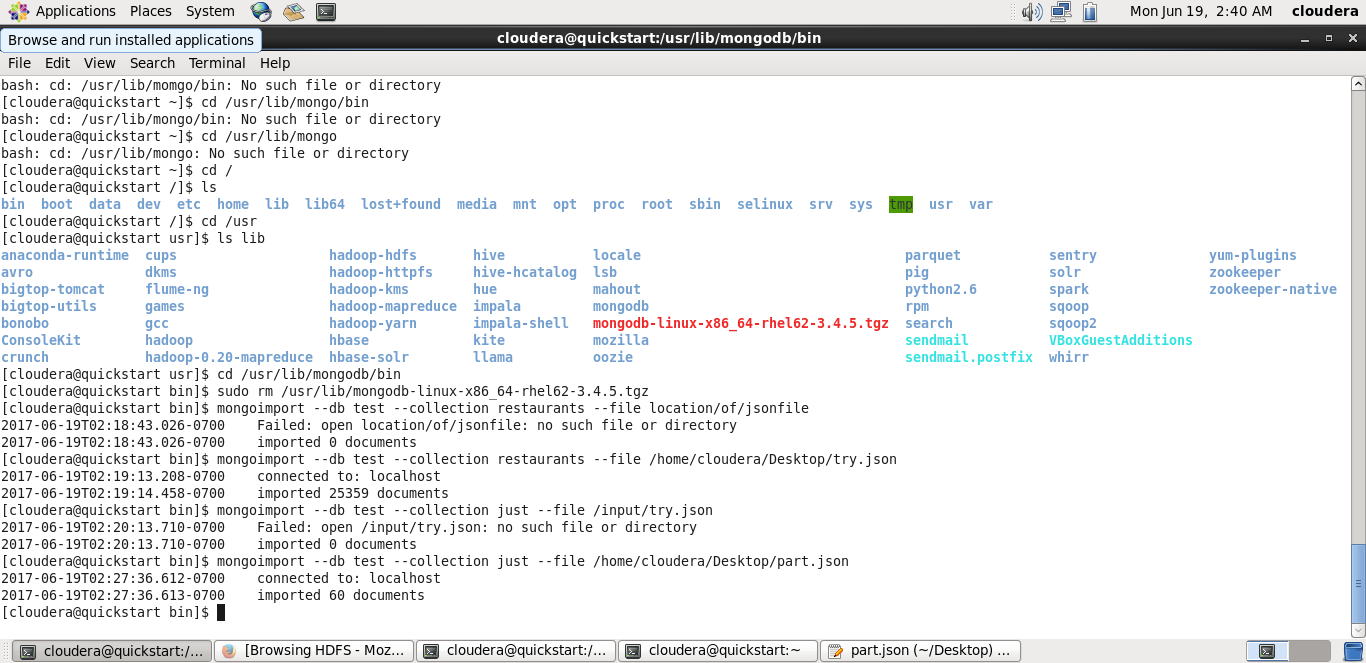 Applications Places System Mon Jun 19, 2:40 AM cloudera
Browse and run installed applications
cloudera@quickstart:/usr/lib/mongodb/bin
File Edit View Search Terminal Help
bash: cd: /usr/lib/momgo/bin: No such file or directory
[cloudera@quickstart ~]$ cd /usr/lib/mongo/bin
bash: cd: /usr/lib/mongo/bin: No such file or directory
[cloudera@quickstart ~]$ cd /usr/lib/mongo
bash: cd: /usr/lib/mongo: No such file or directory
[cloudera@quickstart ~]$ cd /
[cloudera@quickstart /]$ ls
bin boot data dev etc home lib lib64 lost+found media mnt opt proc root sbin selinux srv sys tmp usr var
[cloudera@quickstart /]$ cd /usr
[cloudera@quickstart usr]$ ls lib
anaconda-runtime cups hadoop-hdfs hive locale parquet sentry yum-plugins
avro dkms hadoop-httpfs hive-hcatalog lsb pig solr zookeeper
bigtop-tomcat flume-ng hadoop-kms hue mahout python2.6 spark zookeeper-native
bigtop-utils games hadoop-mapreduce impala mongodb rpm sqoop
bonobo gcc hadoop-yarn impala-shell mongodb-linux-x86_64-rhel62-3.4.5.tgz search sqoop2
ConsoleKit hadoop hbase kite mozilla sendmail VBoxGuestAdditions
crunch hadoop-0.20-mapreduce hbase-solr llama oozie sendmail.postfix whirr
[cloudera@quickstart usr]$ cd /usr/lib/mongodb/bin
[cloudera@quickstart bin]$ sudo rm /usr/lib/mongodb-linux-x86_64-rhel62-3.4.5.tgz
[cloudera@quickstart bin]$ mongoimport --db test --collection restaurants --file location/of/jsonfile
2017-06-19T02:18:43.026-0700 Failed: open location/of/jsonfile: no such file or directory
2017-06-19T02:18:43.026-0700 imported 0 documents
[cloudera@quickstart bin]$ mongoimport --db test --collection restaurants --file /home/cloudera/Desktop/try.json
2017-06-19T02:19:13.208-0700 connected to: localhost
2017-06-19T02:19:14.458-0700 imported 25359 documents
[cloudera@quickstart bin]$ mongoimport --db test --collection just --file /input/try.json
2017-06-19T02:20:13.710-0700 Failed: open /input/try.json: no such file or directory
2017-06-19T02:20:13.710-0700 imported 0 documents
[cloudera@quickstart bin]$ mongoimport --db test --collection just --file /home/cloudera/Desktop/part.json
2017-06-19T02:27:36.612-0700 connected to: localhost
2017-06-19T02:27:36.613-0700 imported 60 documents
[cloudera@quickstart bin]$
cloudera@quickstart:/... [Browsing HDFS - Moz... cloudera@quickstart:/... cloudera@quickstart:~ part.json (~/Desktop) ...